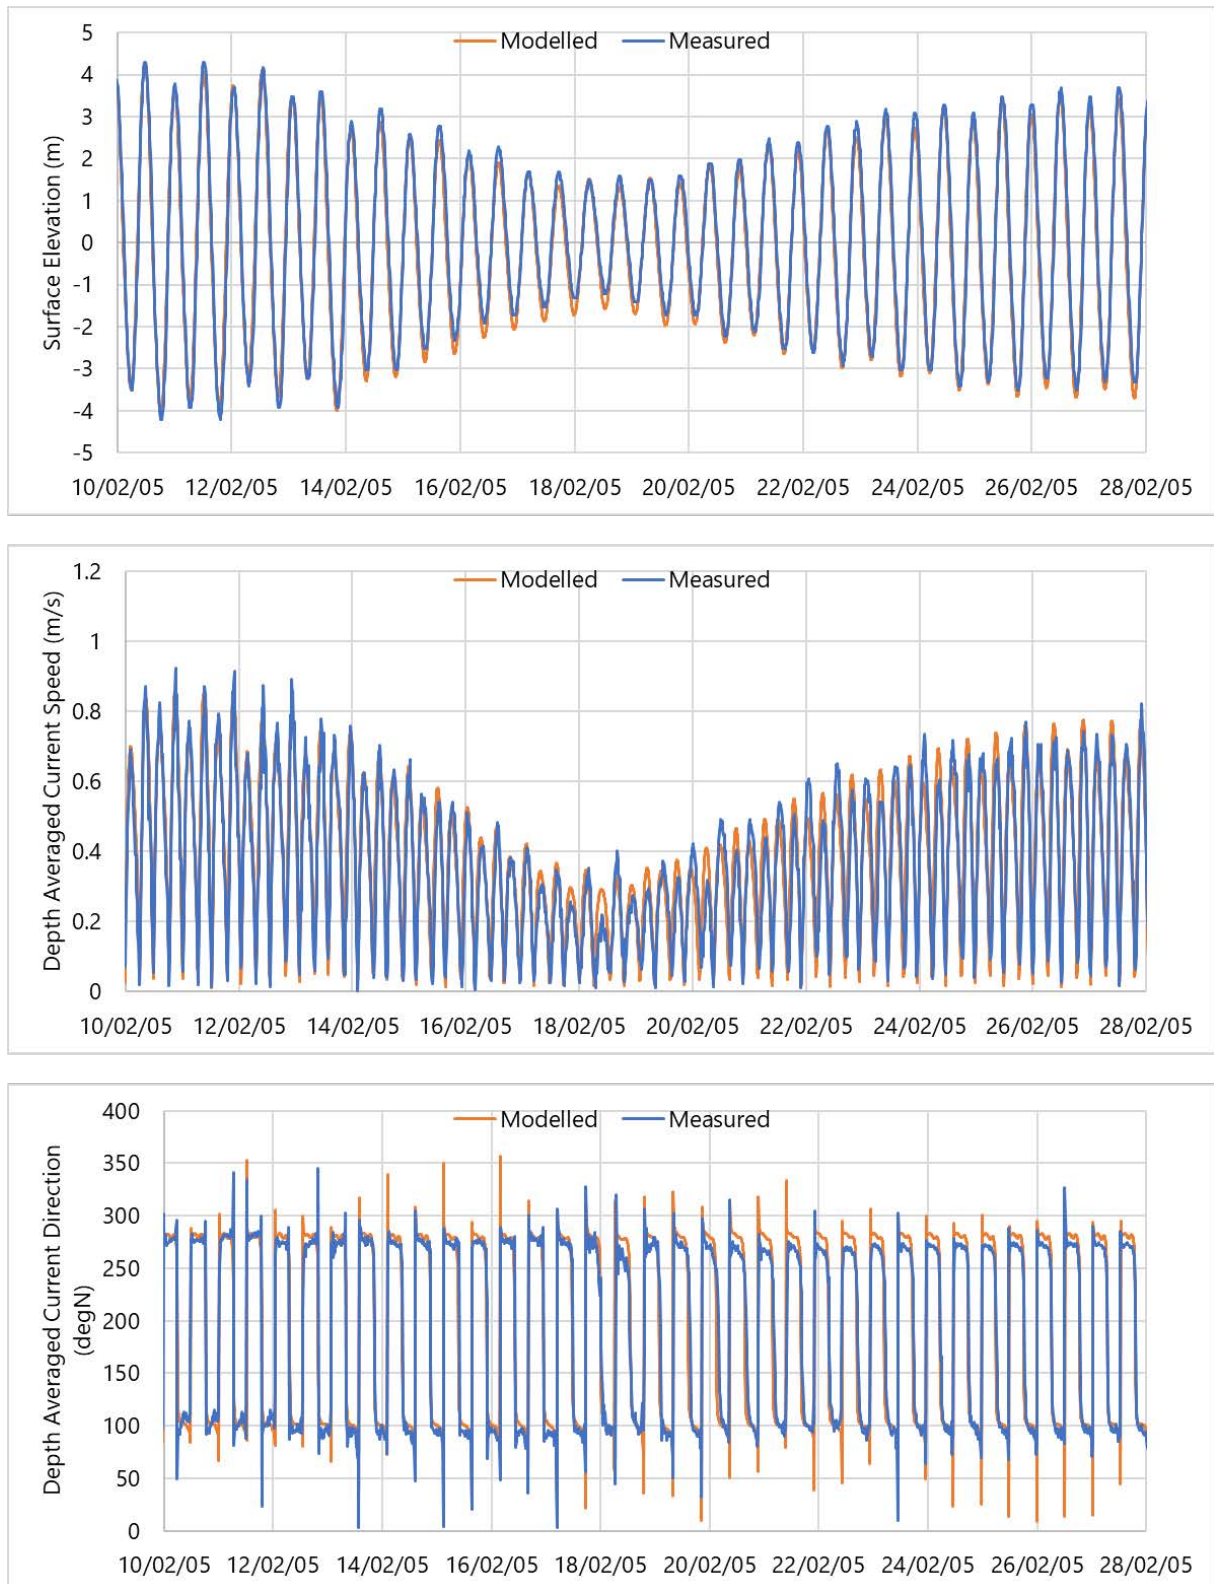 Modelled Measured
Surface Elevation (m)
5
4
3
2
1
0
-1
-2
-3
-4
-5
10/02/05 12/02/05 14/02/05 16/02/05 18/02/05 20/02/05 22/02/05 24/02/05 26/02/05 28/02/05
Modelled Measured
Depth Averaged Current Speed (m/s)
1.2
1
0.8
0.6
0.4
0.2
0
10/02/05 12/02/05 14/02/05 16/02/05 18/02/05 20/02/05 22/02/05 24/02/05 26/02/05 28/02/05
Modelled Measured
Depth Averaged Current Direction
(degN)
400
350
300
250
200
150
100
50
0
10/02/05 12/02/05 14/02/05 16/02/05 18/02/05 20/02/05 22/02/05 24/02/05 26/02/05 28/02/05